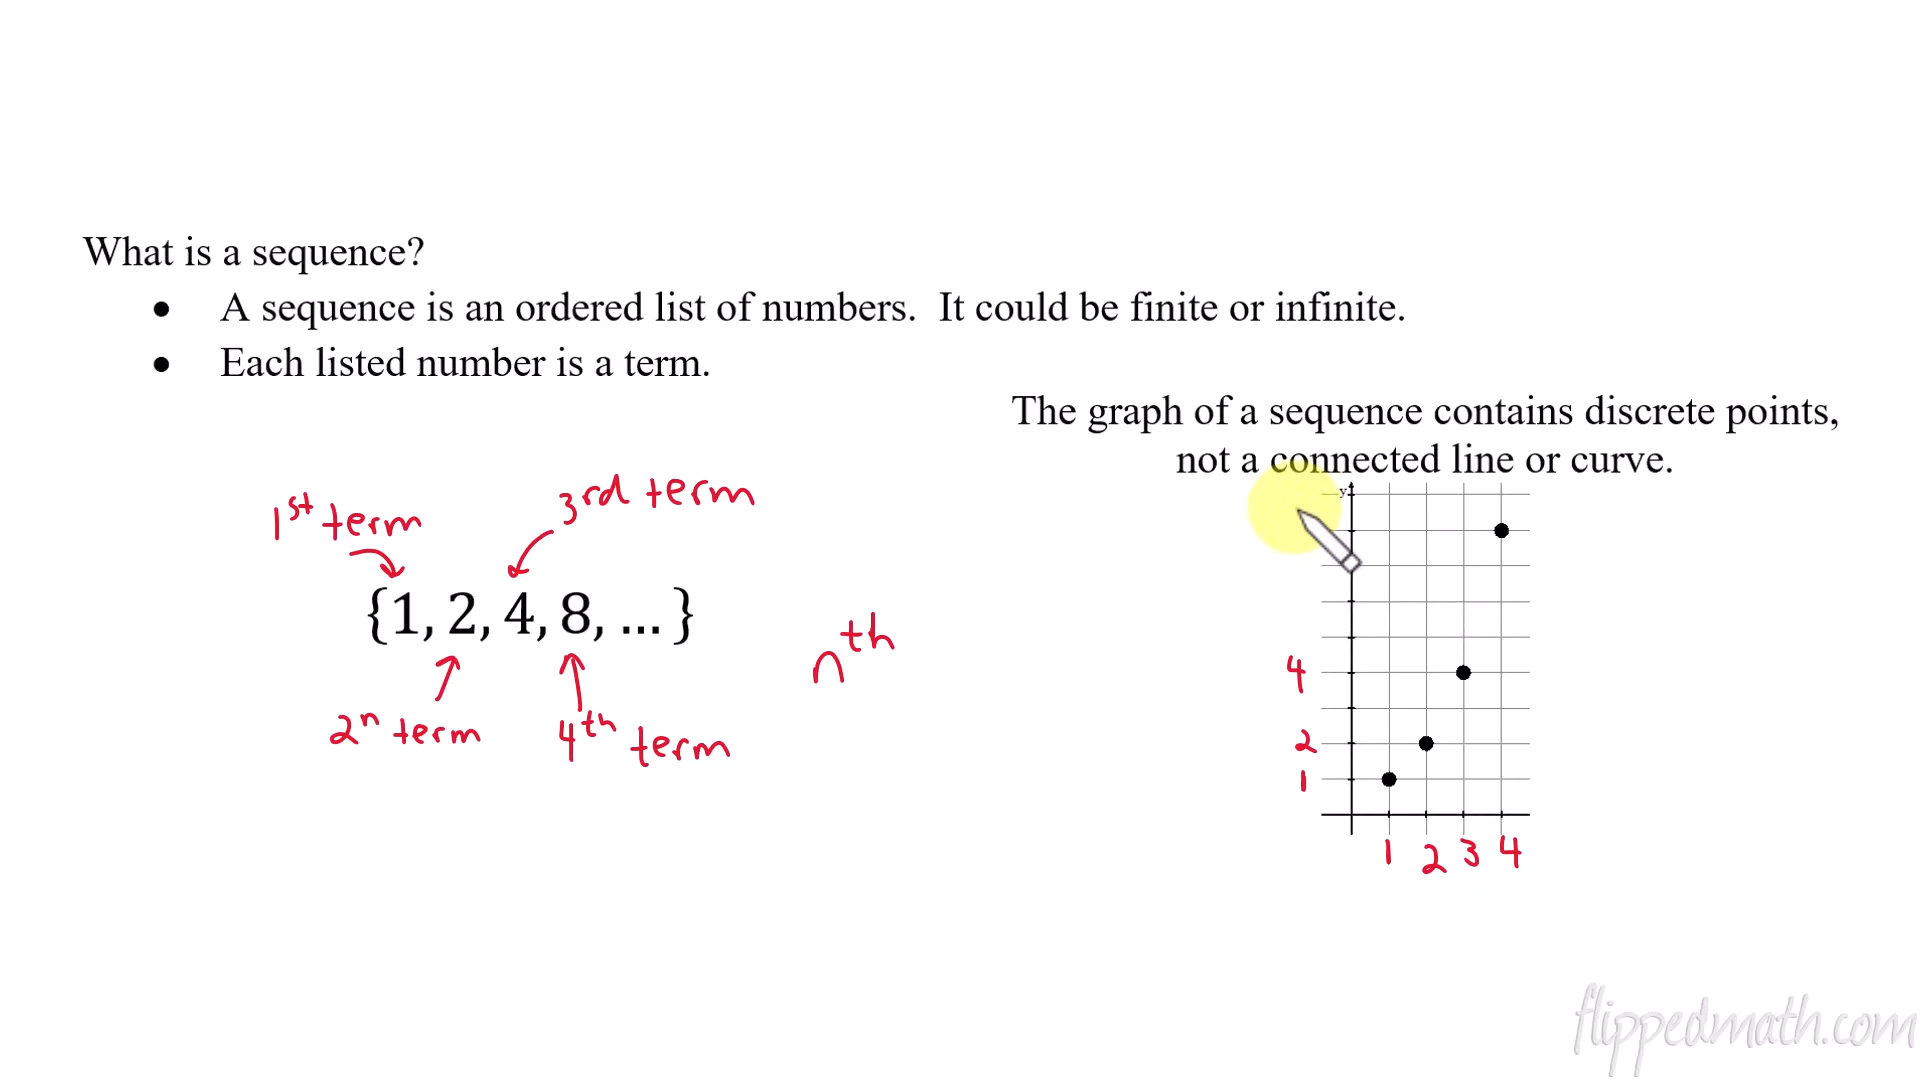 What is a sequence?
• A sequence is an ordered list of numbers. It could be finite or infinite.
• Each listed number is a term.
The graph of a sequence contains discrete points,
not a connected line or curve.
1st term
3rd term
{1, 2, 4, 8, ... }
nth
2n term
4th term
y
4
2
1
1 2 3 4
flippedmath.com